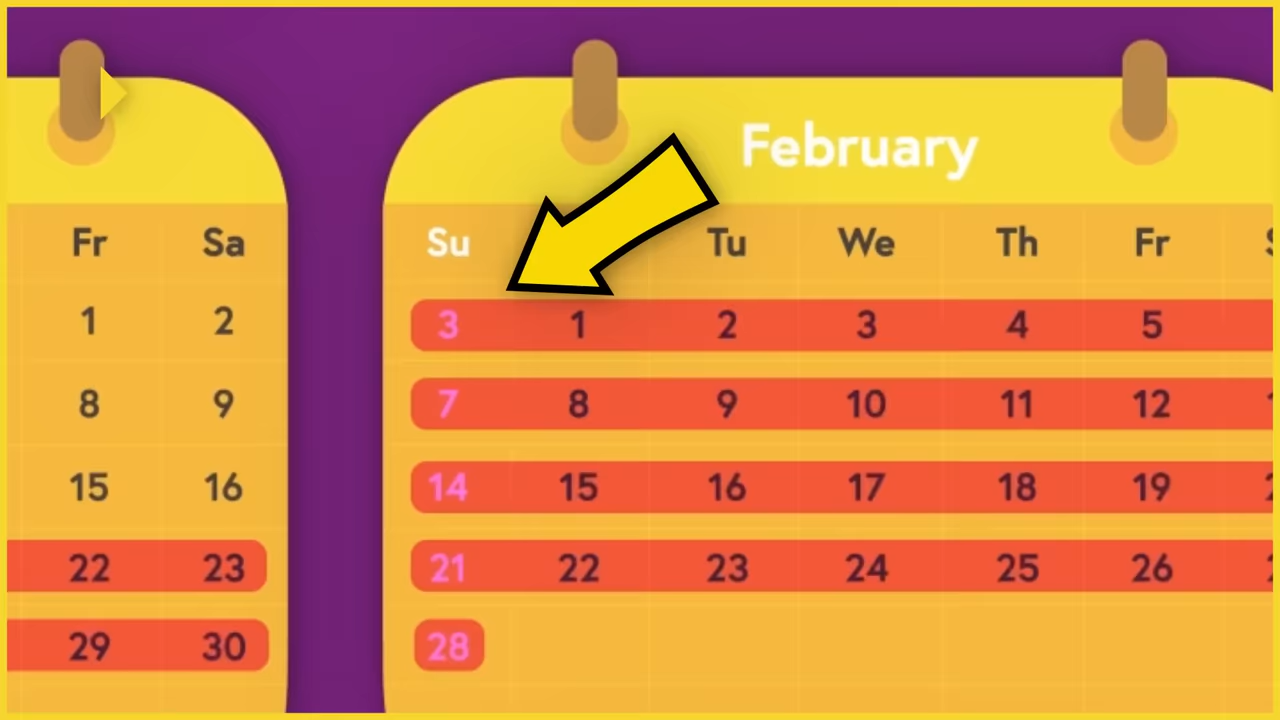 February
Fr Sa
Su Tu We Th Fr
1 2
3 1 2 3 4 5
8 9
7 8 9 10 11 12
15 16
14 15 16 17 18 19
22 23
21 22 23 24 25 26
29 30
28